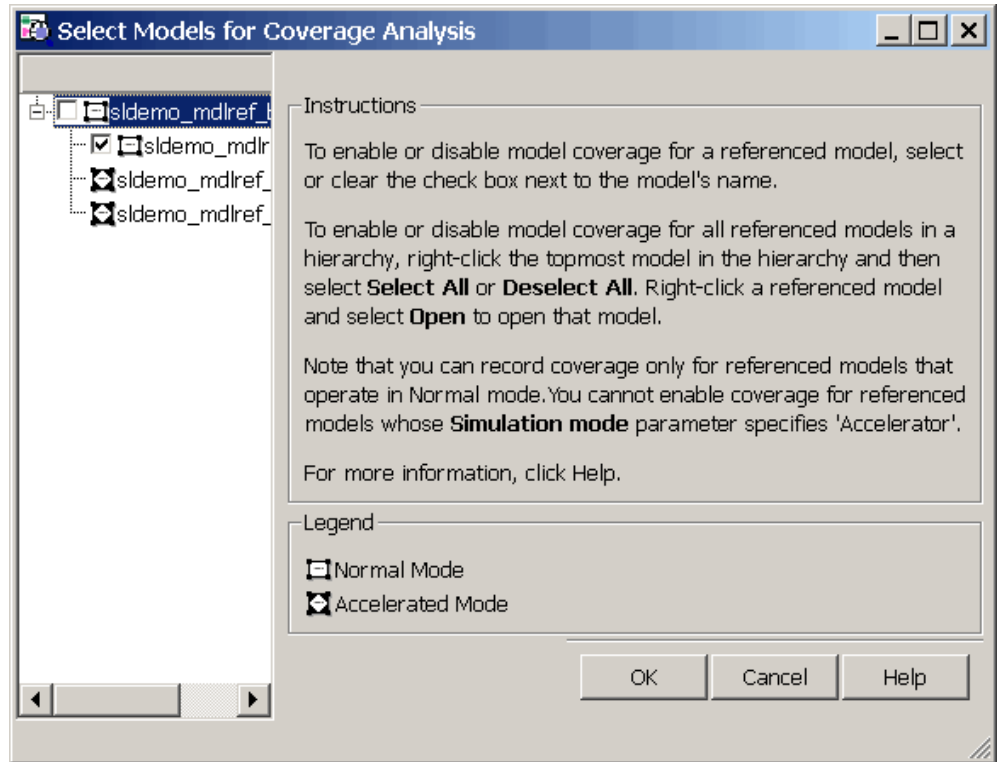 Select Models for Coverage Analysis
sldemo_mdlref_b
sldemo_mdlr
sldemo_mdlref_
sldemo_mdlref_
Instructions
To enable or disable model coverage for a referenced model, select
or clear the check box next to the model's name.
To enable or disable model coverage for all referenced models in a
hierarchy, right-click the topmost model in the hierarchy and then
select Select All or Deselect All. Right-click a referenced model
and select Open to open that model.
Note that you can record coverage only for referenced models that
operate in Normal mode.You cannot enable coverage for referenced
models whose Simulation mode parameter specifies 'Accelerator'.
For more information, click Help.
Legend
Normal Mode
Accelerated Mode
OK
Cancel
Help